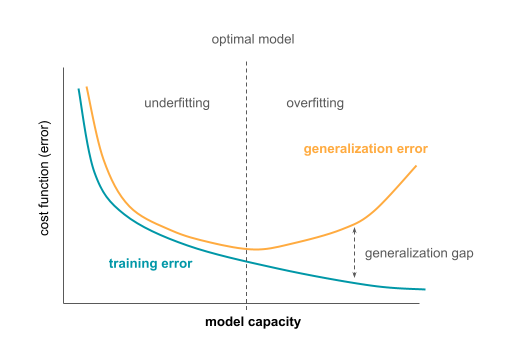 optimal model
underfitting
overfitting
generalization error
cost function (error)
generalization gap
training error
model capacity